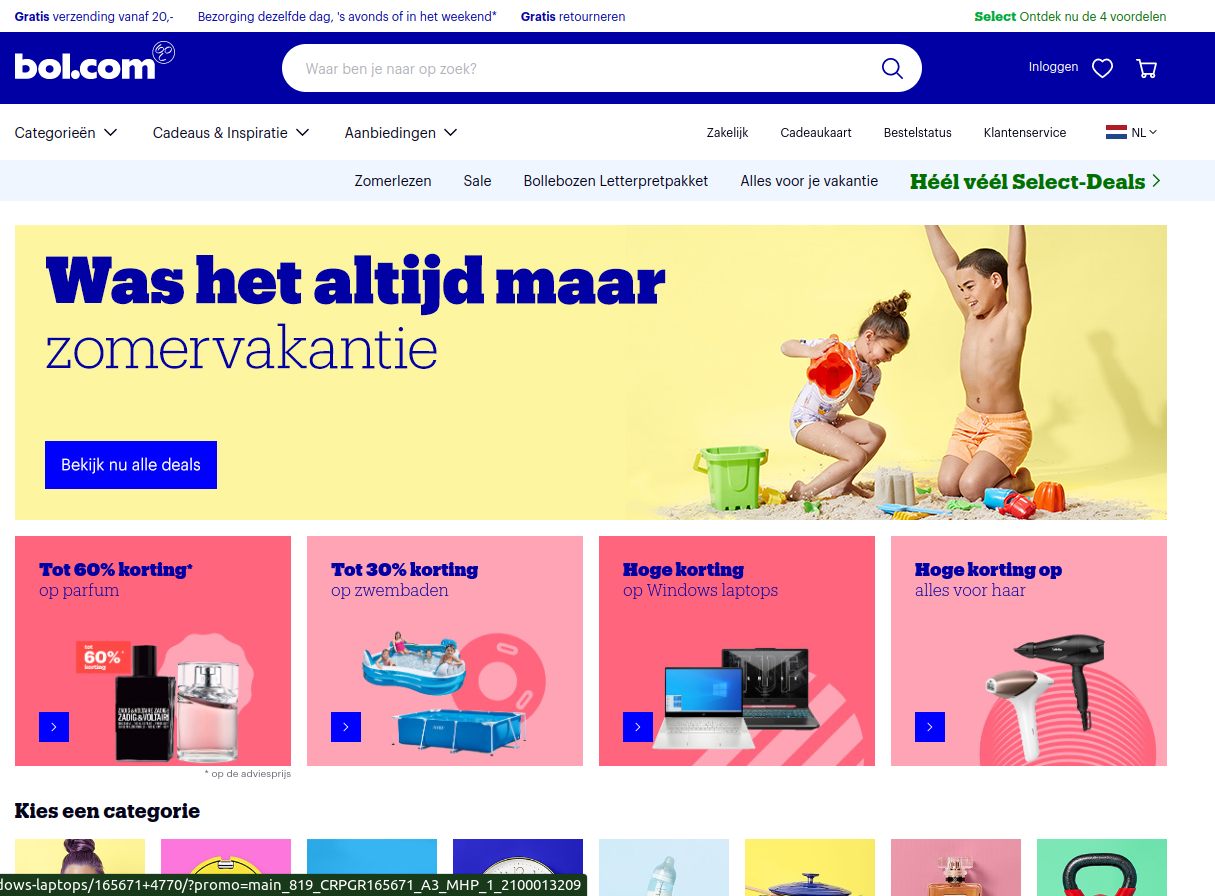 Gratis verzending vanaf 20,-
Bezorging dezelfde dag, 's avonds of in het weekend*
Gratis retourneren
Select Ontdek nu de 4 voordelen
bol.com
Waar ben je naar op zoek?
Inloggen
Categorieën
Cadeaus & Inspiratie
Aanbiedingen
Zakelijk
Cadeaukaart
Bestelstatus
Klantenservice
NL
Zomerlezen
Sale
Bollebozen Letterpretpakket
Alles voor je vakantie
Héél véél Select-Deals
Was het altijd maar
zomervakantie
Bekijk nu alle deals
Tot 60% korting*
op parfum
tot
60%*
korting
ZADIG&VOLTAIRE
Tot 30% korting
op zwembaden
Hoge korting
op Windows laptops
Hoge korting op
alles voor haar
* op de adviesprijs
Kies een categorie
dows-laptops/165671+4770/?promo=main_819_CRPGR165671_A3_MHP_1_2100013209